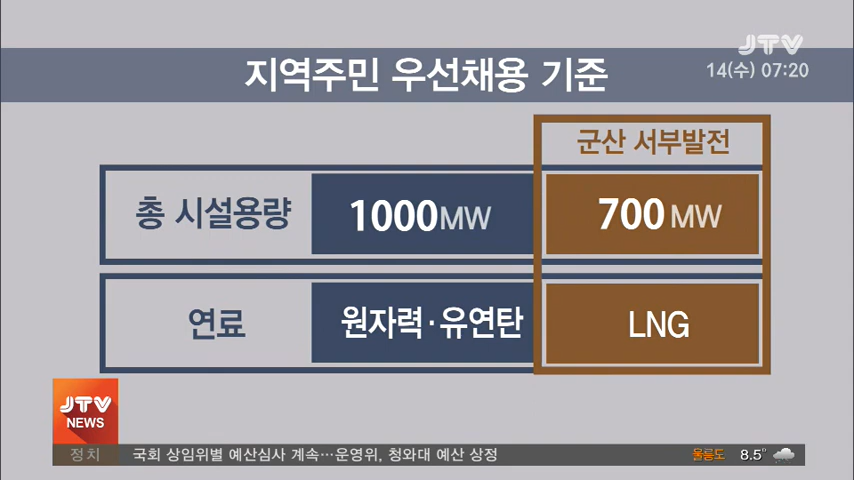 JTV
지역주민 우선채용 기준
14(수) 07:20
군산 서부발전
총 시설용량 1000MW 700MW
연료 원자력·유연탄 LNG
JTV
NEWS
정치 국회 상임위별 예산심사 계속…운영위, 청와대 예산 상정 울릉도 8.5°